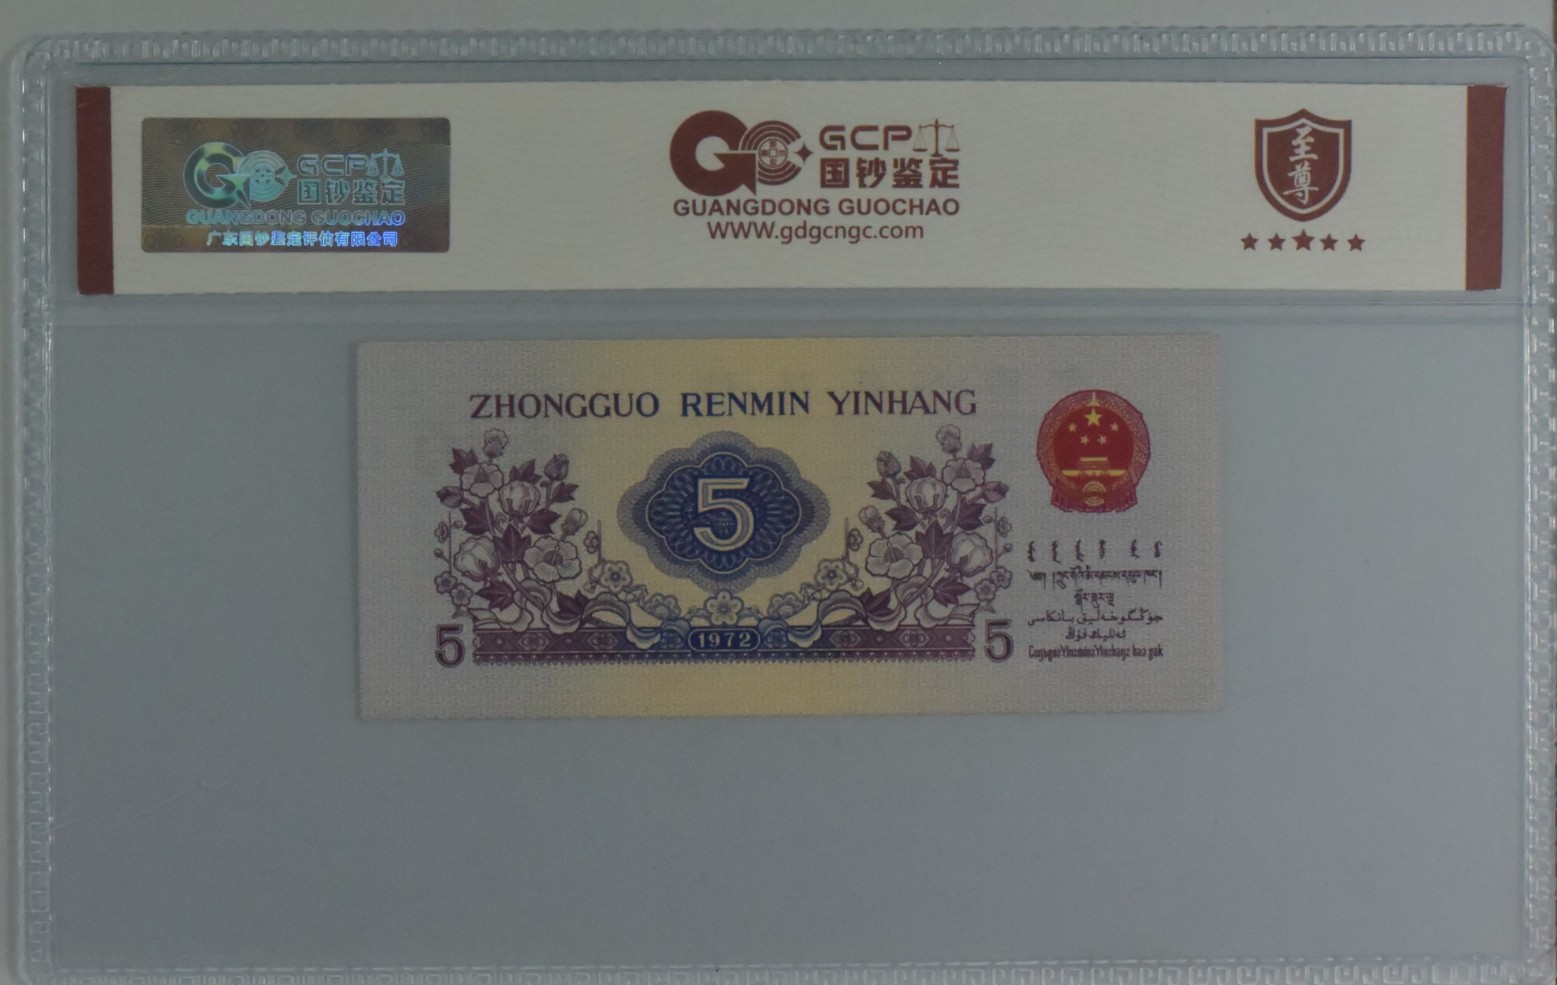 GCP
国钞鉴定
GUANGDONG GUOCHAO
广东国钞鉴定评估有限公司
GCP
国钞鉴定
GUANGDONG GUOCHAO
WWW.gdgcngc.com
至尊
ZHONGGUO RENMIN YINHANG
5
1972
5
5
جۇڭگوخەلىق بانكاسى